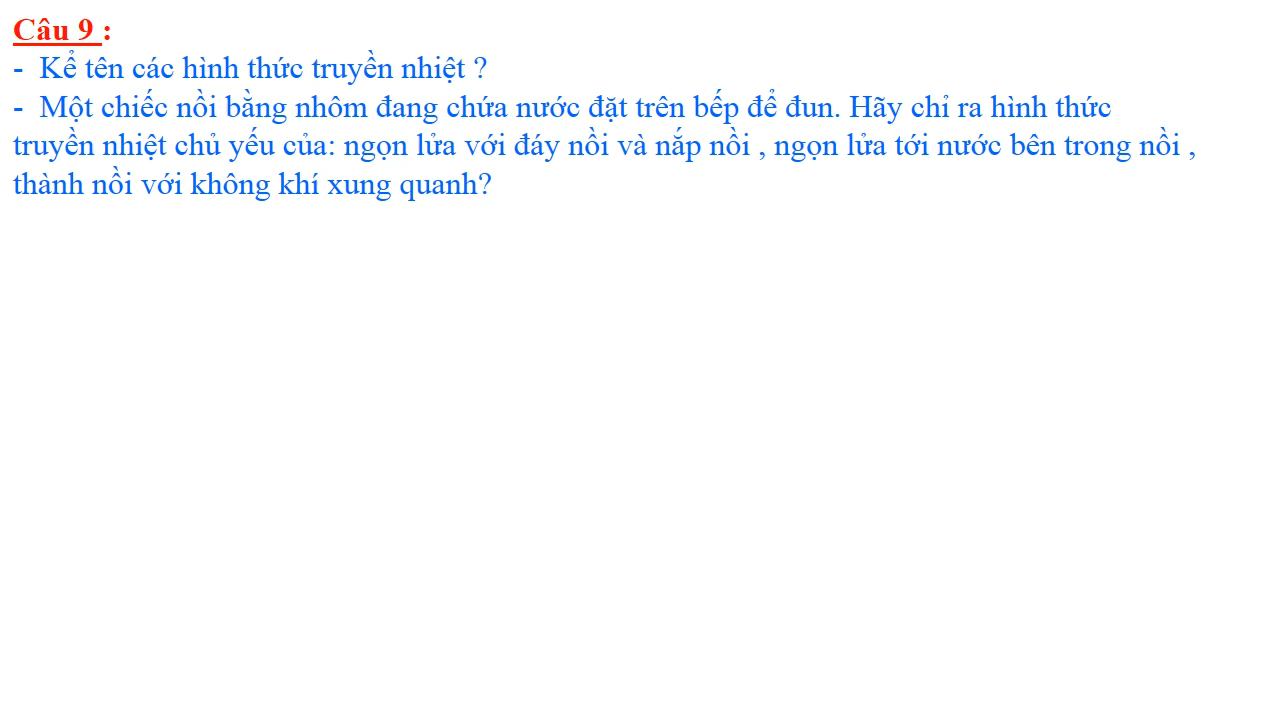 Câu 9 :
- Kể tên các hình thức truyền nhiệt ?
- Một chiếc nồi bằng nhôm đang chứa nước đặt trên bếp để đun. Hãy chỉ ra hình thức
truyền nhiệt chủ yếu của: ngọn lửa với đáy nồi và nắp nồi , ngọn lửa tới nước bên trong nồi ,
thành nồi với không khí xung quanh?